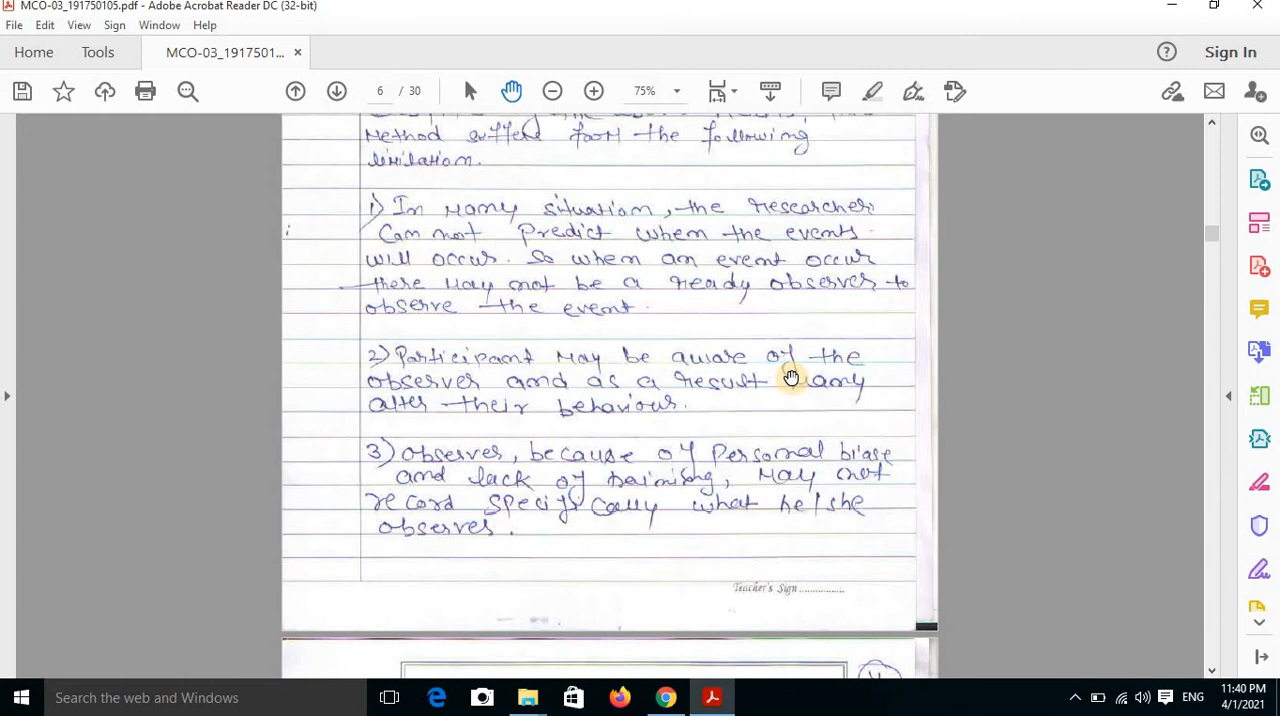 MCO-03_191750105.pdf - Adobe Acrobat Reader DC (32-bit)
File Edit View Sign Window Help
Home Tools MCO-03_1917501... × Sign In
6 / 30 75%
Method suffed from the following
limitation.
1) In many situation, the researcher
Can not Predict when the events
will occur. So when an event occur
there may not be a ready observer to
observe the event.
2) Participant may be aware of the
observer and as a result many
alter their behaviour.
3) observer, because of Personal biase
and lack of training, may not
record specifically what he/she
observes.
Teacher's Sign ................
Search the web and Windows
ENG
11:40 PM
4/1/2021